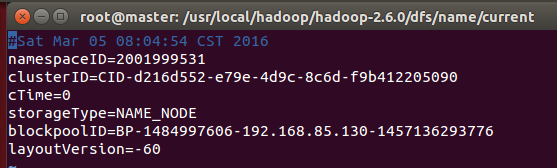 root@master: /usr/local/hadoop/hadoop-2.6.0/dfs/name/current
#Sat Mar 05 08:04:54 CST 2016
namespaceID=2001999531
clusterID=CID-d216d552-e79e-4d9c-8c6d-f9b412205090
cTime=0
storageType=NAME_NODE
blockpoolID=BP-1484997606-192.168.85.130-1457136293776
layoutVersion=-60
~